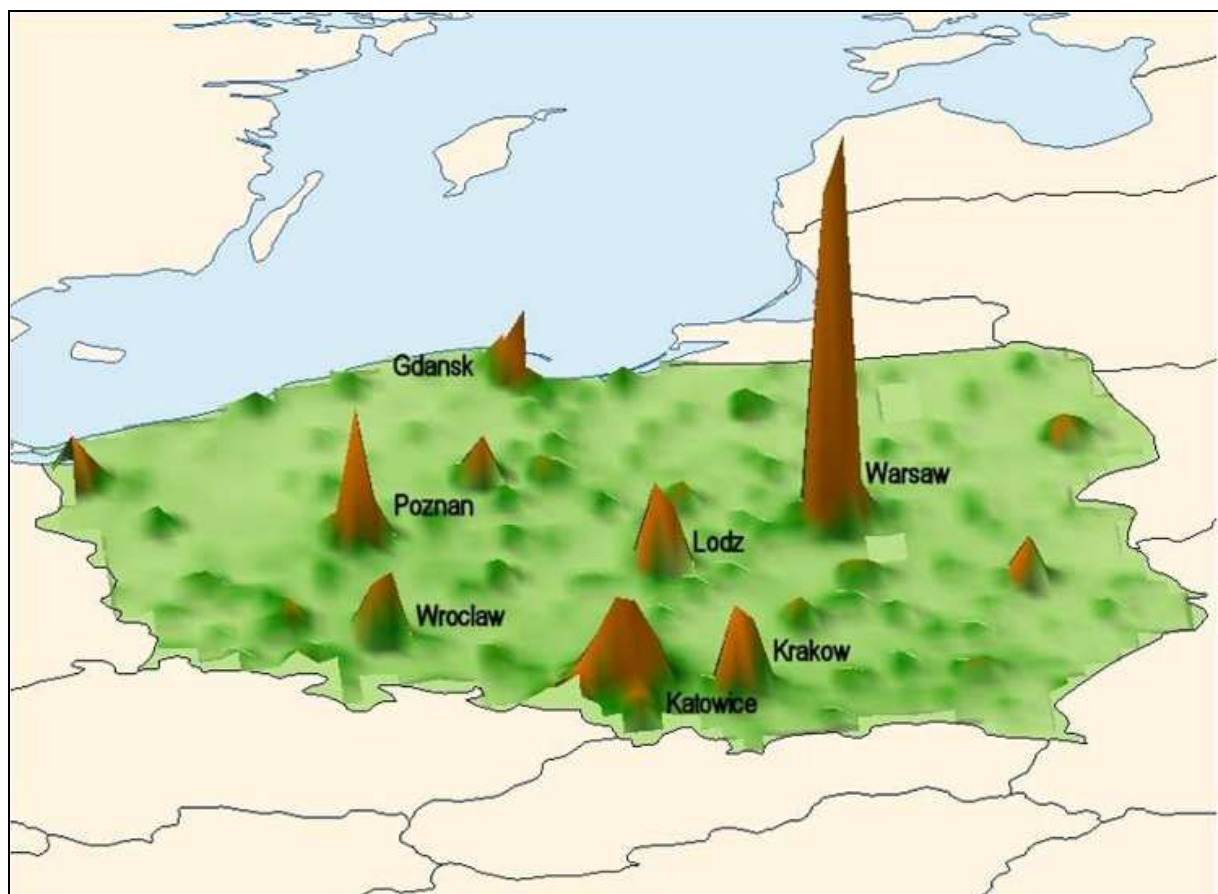 Gdansk
Warsaw
Poznan
Lodz
Wroclaw
Krakow
Katowice